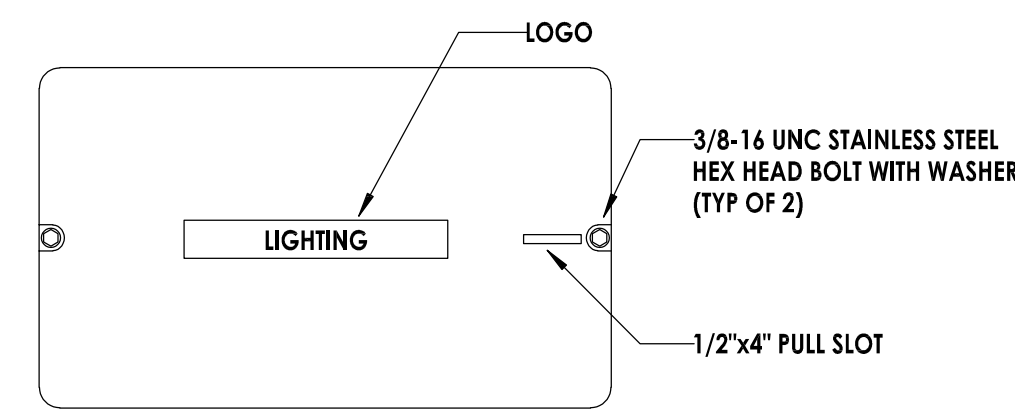 LOGO
3/8-16 UNC STAINLESS STEEL
HEX HEAD BOLT WITH WASHER
(TYP OF 2)
LIGHTING
1/2"x4" PULL SLOT